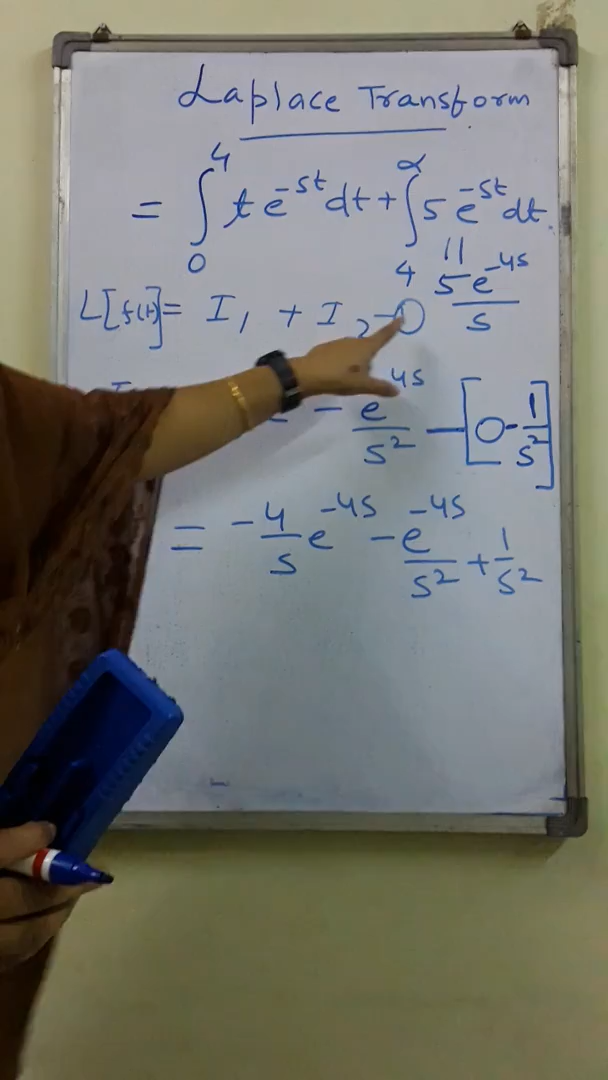 Laplace Transform
= ∫₀⁴ t e^{-st} dt + ∫₄^∞ 5 e^{-st} dt
|| 5e^{-4s}/s
L[f(t)] = I₁ + I₂ -①
- e^{-4s}/s² - [0 - 1/s²]
= -4/s e^{-4s} - e^{-4s}/s² + 1/s²